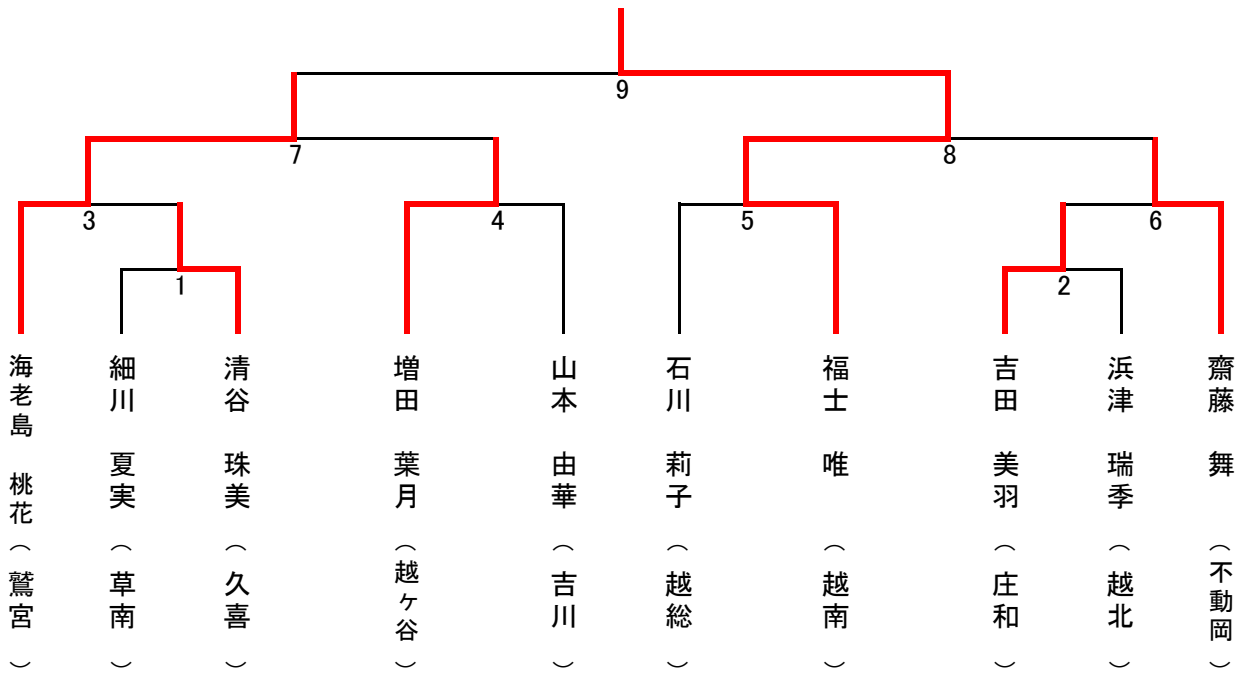 9
7
8
3
4
5
6
1
2
海老島 桃花（鷲宮）
細川 夏実（草南）
清谷 珠美（久喜）
増田 葉月（越ヶ谷）
山本 由華（吉川）
石川 莉子（越総）
福士 唯（越南）
吉田 美羽（庄和）
浜津 瑞季（越北）
齋藤 舞（不動岡）